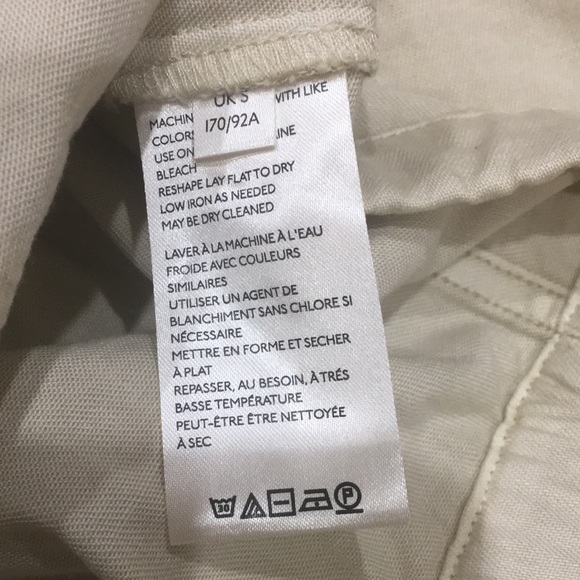 UK S
170/92A
MACHIN WITH LIKE
COLOR
USE ON INE
BLEACH
RESHAPE LAY FLAT TO DRY
LOW IRON AS NEEDED
MAY BE DRY CLEANED
LAVER À LA MACHINE À L'EAU
FROIDE AVEC COULEURS
SIMILAIRES
UTILISER UN AGENT DE
BLANCHIMENT SANS CHLORE SI
NÉCESSAIRE
METTRE EN FORME ET SECHER
À PLAT
REPASSER, AU BESOIN, À TRÉS
BASSE TEMPÉRATURE
PEUT-ÊTRE ÊTRE NETTOYÉE
À SEC
30 P